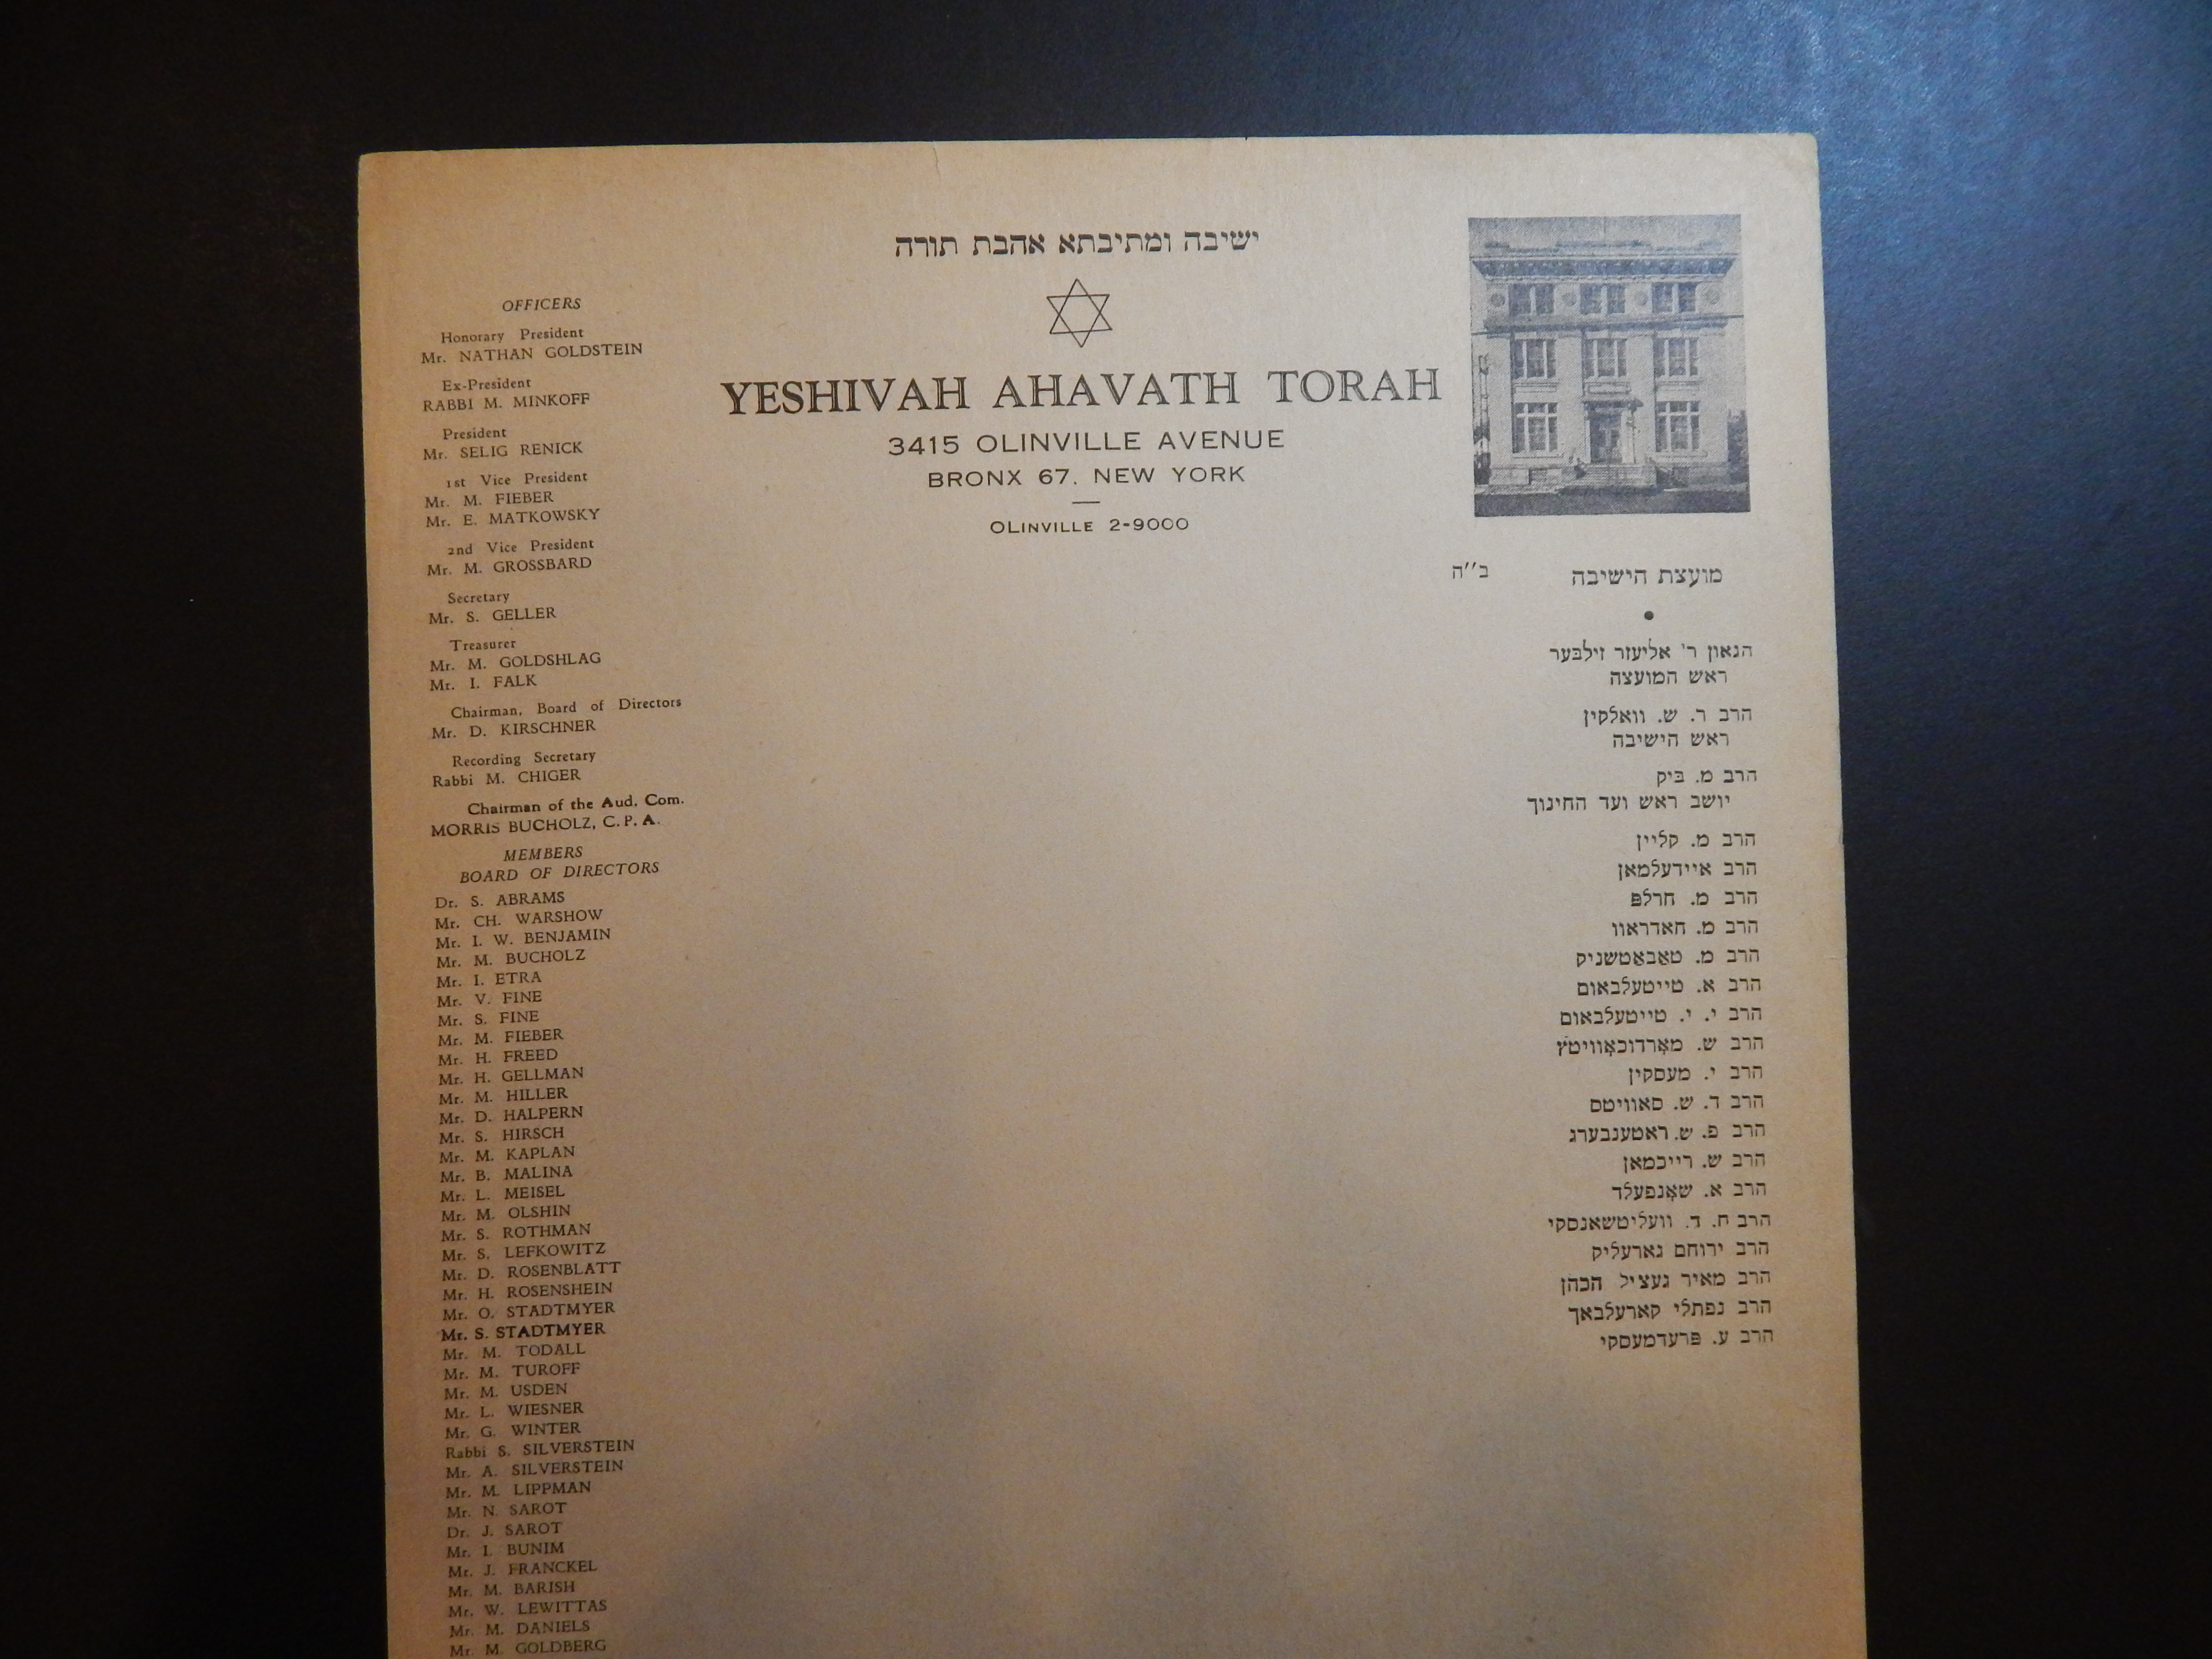 ישיבה ומתיבתא אהבת תורה
YESHIVAH AHAVATH TORAH
3415 OLINVILLE AVENUE
BRONX 67, NEW YORK
OLINVILLE 2-9000
OFFICERS
Honorary President
Mr. NATHAN GOLDSTEIN
Ex-President
RABBI M. MINKOFF
President
Mr. SELIG RENICK
1st Vice President
Mr. M. FIEBER
Mr. E. MATKOWSKY
2nd Vice President
Mr. M. GROSSBARD
Secretary
Mr. S. GELLER
Treasurer
Mr. M. GOLDSHLAG
Mr. I. FALK
Chairman, Board of Directors
Mr. D. KIRSCHNER
Recording Secretary
Rabbi M. CHIGER
Chairman of the Aud. Com.
MORRIS BUCHOLZ, C.P.A.
MEMBERS
BOARD OF DIRECTORS
Dr. S. ABRAMS
Mr. CH. WARSHOW
Mr. I. W. BENJAMIN
Mr. M. BUCHOLZ
Mr. I. ETRA
Mr. V. FINE
Mr. S. FINE
Mr. M. FIEBER
Mr. H. FREED
Mr. H. GELLMAN
Mr. M. HILLER
Mr. D. HALPERN
Mr. S. HIRSCH
Mr. M. KAPLAN
Mr. B. MALINA
Mr. L. MEISEL
Mr. M. OLSHIN
Mr. S. ROTHMAN
Mr. S. LEFKOWITZ
Mr. D. ROSENBLATT
Mr. H. ROSENSHEIN
Mr. O. STADTMYER
Mr. S. STADTMYER
Mr. M. TODALL
Mr. M. TUROFF
Mr. M. USDEN
Mr. L. WIESNER
Mr. G. WINTER
Rabbi S. SILVERSTEIN
Mr. A. SILVERSTEIN
Mr. M. LIPPMAN
Mr. N. SAROT
Dr. J. SAROT
Mr. I. BUNIM
Mr. J. FRANCKEL
Mr. M. BARISH
Mr. W. LEWITTAS
Mr. M. DANIELS
Mr. M. GOLDBERG
ב״ה
מועצת הישיבה
הגאון ר' אליעזר זילבער
ראש המועצה
הרב ר. ש. וואלקין
ראש הישיבה
הרב מ. ביק
יושב ראש ועד החינוך
הרב מ. קליין
הרב איידעלמאן
הרב מ. חרלפ
הרב מ. חאדראוו
הרב מ. טאַבאַטשניק
הרב א. טייטעלבאום
הרב י. י. טייטעלבאום
הרב ש. מאָרדוכאָוויטץ
הרב י. מעסקין
הרב ד. ש. סאוויטס
הרב פ. ש. ראטענבערג
הרב ש. רייכמאן
הרב א. שאָנפעלד
הרב ח. ד. וועליטשאנסקי
הרב ירוחם גארעליק
הרב מאיר געציל הכהן
הרב נפתלי קארעלבאך
הרב ע. פרעדמעסקי